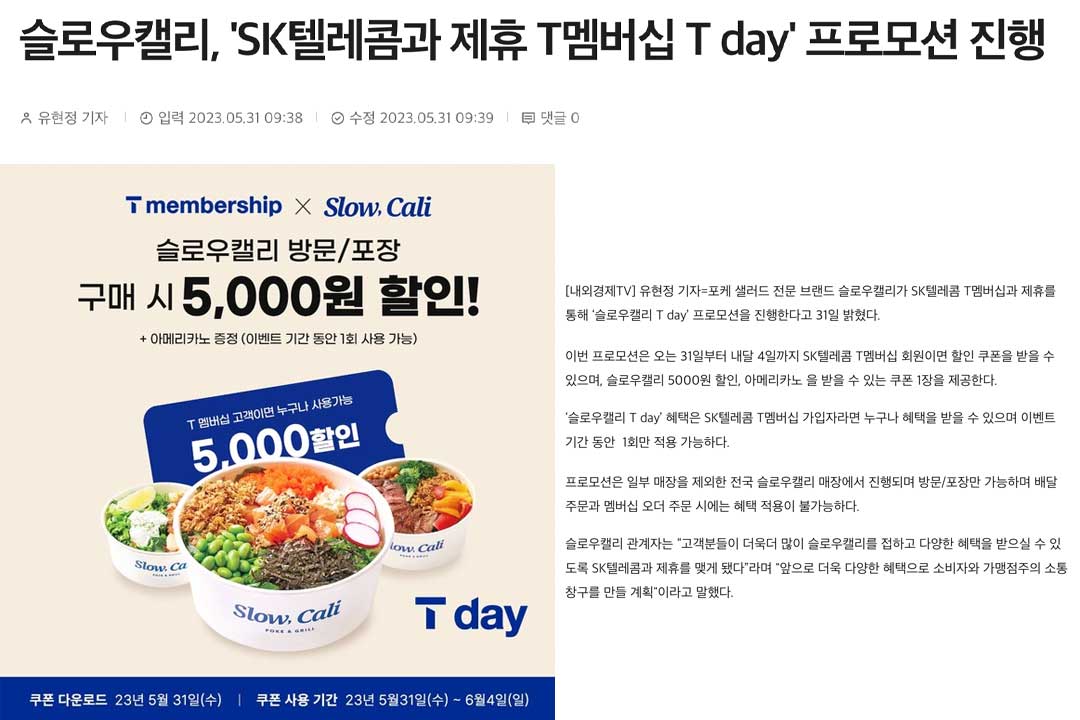 슬로우캘리, 'SK텔레콤과 제휴 T멤버십 T day' 프로모션 진행
유현정 기자 입력 2023.05.31 09:38 수정 2023.05.31 09:39 댓글 0
T membership × Slow, Cali
슬로우캘리 방문/포장
구매 시 5,000원 할인!
+ 아메리카노 증정 (이벤트 기간 동안 1회 사용 가능)
T 멤버십 고객이면 누구나 사용가능
5,000할인
Slow, Ca
Slow, Cali
POKE & GRILL
low, Cali
T day
쿠폰 다운로드 23년 5월 31일(수) | 쿠폰 사용 기간 23년 5월31일(수) ~ 6월4일(일)
[내외경제TV] 유현정 기자=포케 샐러드 전문 브랜드 슬로우캘리가 SK텔레콤 T멤버십과 제휴를
통해 '슬로우캘리 T day' 프로모션을 진행한다고 31일 밝혔다.
이번 프로모션은 오는 31일부터 내달 4일까지 SK텔레콤 T멤버십 회원이면 할인 쿠폰을 받을 수
있으며, 슬로우캘리 5000원 할인, 아메리카노 을 받을 수 있는 쿠폰 1장을 제공한다.
'슬로우캘리 T day' 혜택은 SK텔레콤 T멤버십 가입자라면 누구나 혜택을 받을 수 있으며 이벤트
기간 동안 1회만 적용 가능하다.
프로모션은 일부 매장을 제외한 전국 슬로우캘리 매장에서 진행되며 방문/포장만 가능하며 배달
주문과 멤버십 오더 주문 시에는 혜택 적용이 불가능하다.
슬로우캘리 관계자는 "고객분들이 더욱더 많이 슬로우캘리를 접하고 다양한 혜택을 받으실 수 있
도록 SK텔레콤과 제휴를 맺게 됐다"라며 "앞으로 더욱 다양한 혜택으로 소비자와 가맹점주의 소통
창구를 만들 계획"이라고 말했다.